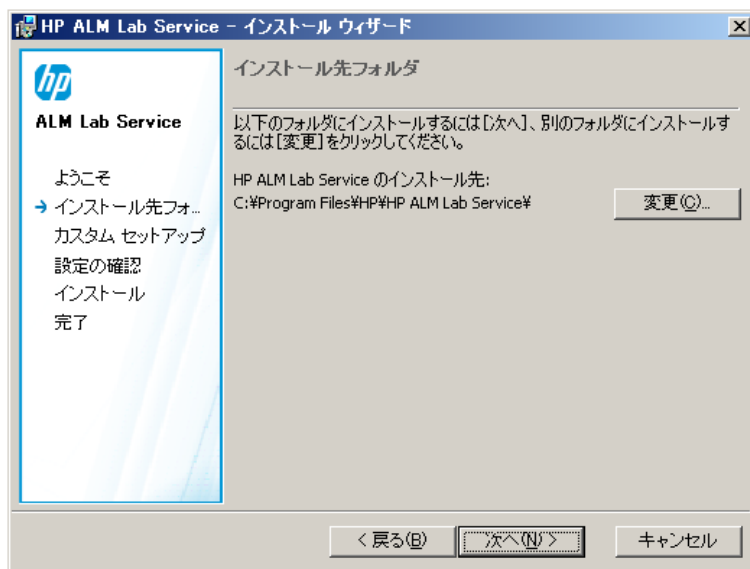 HP ALM Lab Service - インストール ウィザード
hp
ALM Lab Service
ようこそ
インストール先フォ...
カスタム セットアップ
設定の確認
インストール
完了
インストール先フォルダ
以下のフォルダにインストールするには[次へ]、別のフォルダにインストールす
るには[変更]をクリックしてください。
HP ALM Lab Service のインストール先:
C:¥Program Files¥HP¥HP ALM Lab Service¥
変更(C)...
< 戻る(B)
次へ(N) >
キャンセル